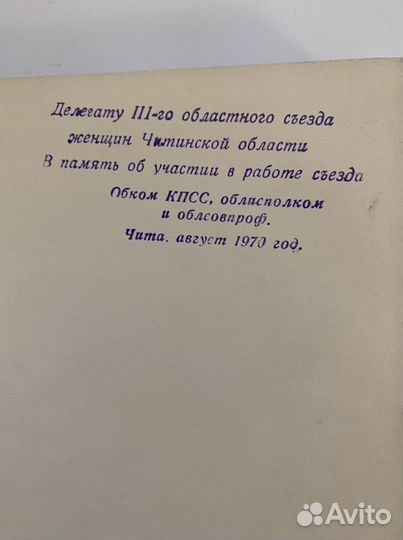 Делегату III-го областного съезда
женщин Читинской области
В память об участии в работе съезда
Обком КПСС, облисполком
и облсовпроф.
Чита. август 1970 год.
Avito